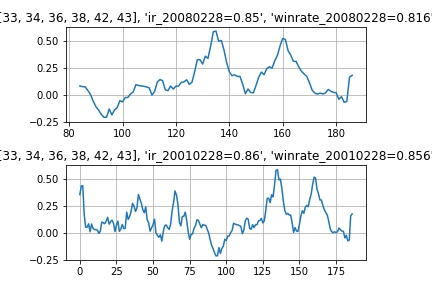 [33, 34, 36, 38, 42, 43], 'ir_20080228=0.85', 'winrate_20080228=0.816'
0.50
0.25
0.00
−0.25
80 100 120 140 160 180
[33, 34, 36, 38, 42, 43], 'ir_20010228=0.86', 'winrate_20010228=0.856'
0.50
0.25
0.00
−0.25
0 25 50 75 100 125 150 175